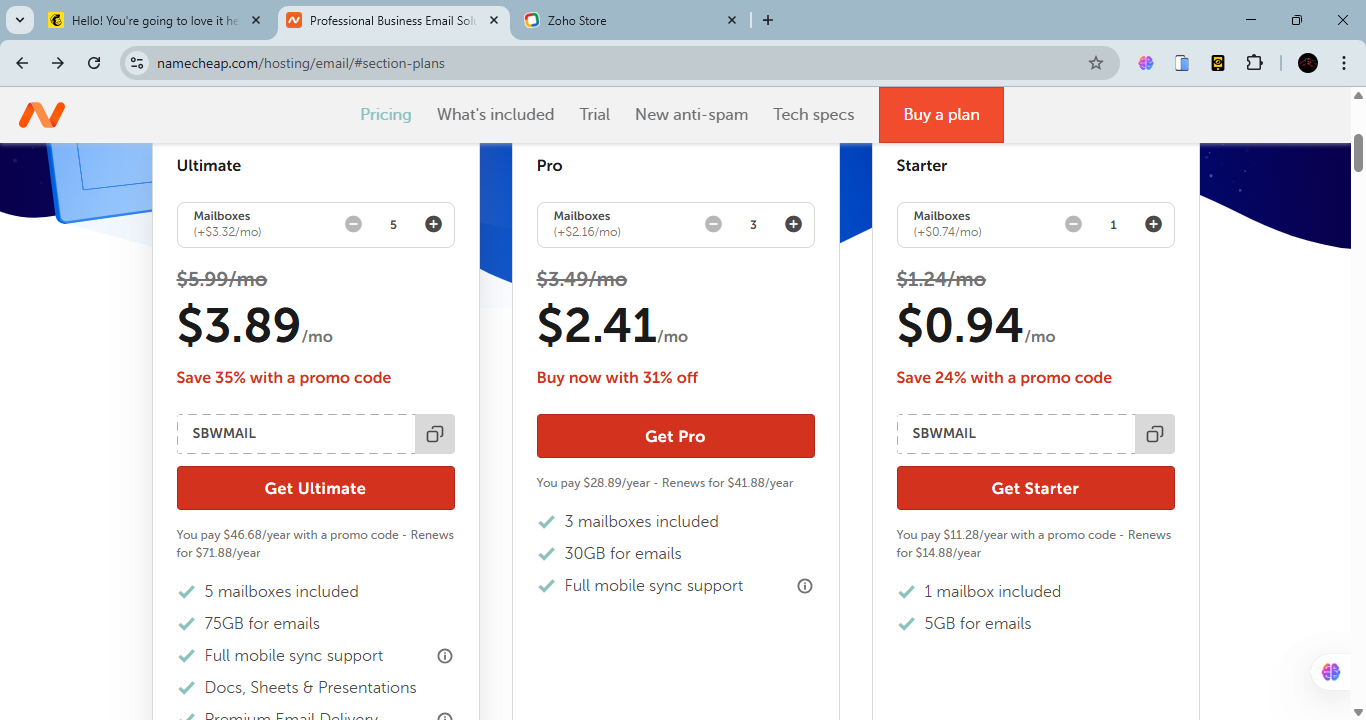 Hello! You're going to love it he
Professional Business Email Solu
Zoho Store
namecheap.com/hosting/email/#section-plans
Pricing
What's included
Trial
New anti-spam
Tech specs
Buy a plan
Ultimate
Mailboxes
(+$3.32/mo)
5
$5.99/mo
$3.89/mo
Save 35% with a promo code
SBWMAIL
Get Ultimate
You pay $46.68/year with a promo code - Renews
for $71.88/year
5 mailboxes included
75GB for emails
Full mobile sync support
Docs, Sheets & Presentations
Premium Email Delivery
Pro
Mailboxes
(+$2.16/mo)
3
$3.49/mo
$2.41/mo
Buy now with 31% off
Get Pro
You pay $28.89/year - Renews for $41.88/year
3 mailboxes included
30GB for emails
Full mobile sync support
Starter
Mailboxes
(+$0.74/mo)
1
$1.24/mo
$0.94/mo
Save 24% with a promo code
SBWMAIL
Get Starter
You pay $11.28/year with a promo code - Renews
for $14.88/year
1 mailbox included
5GB for emails